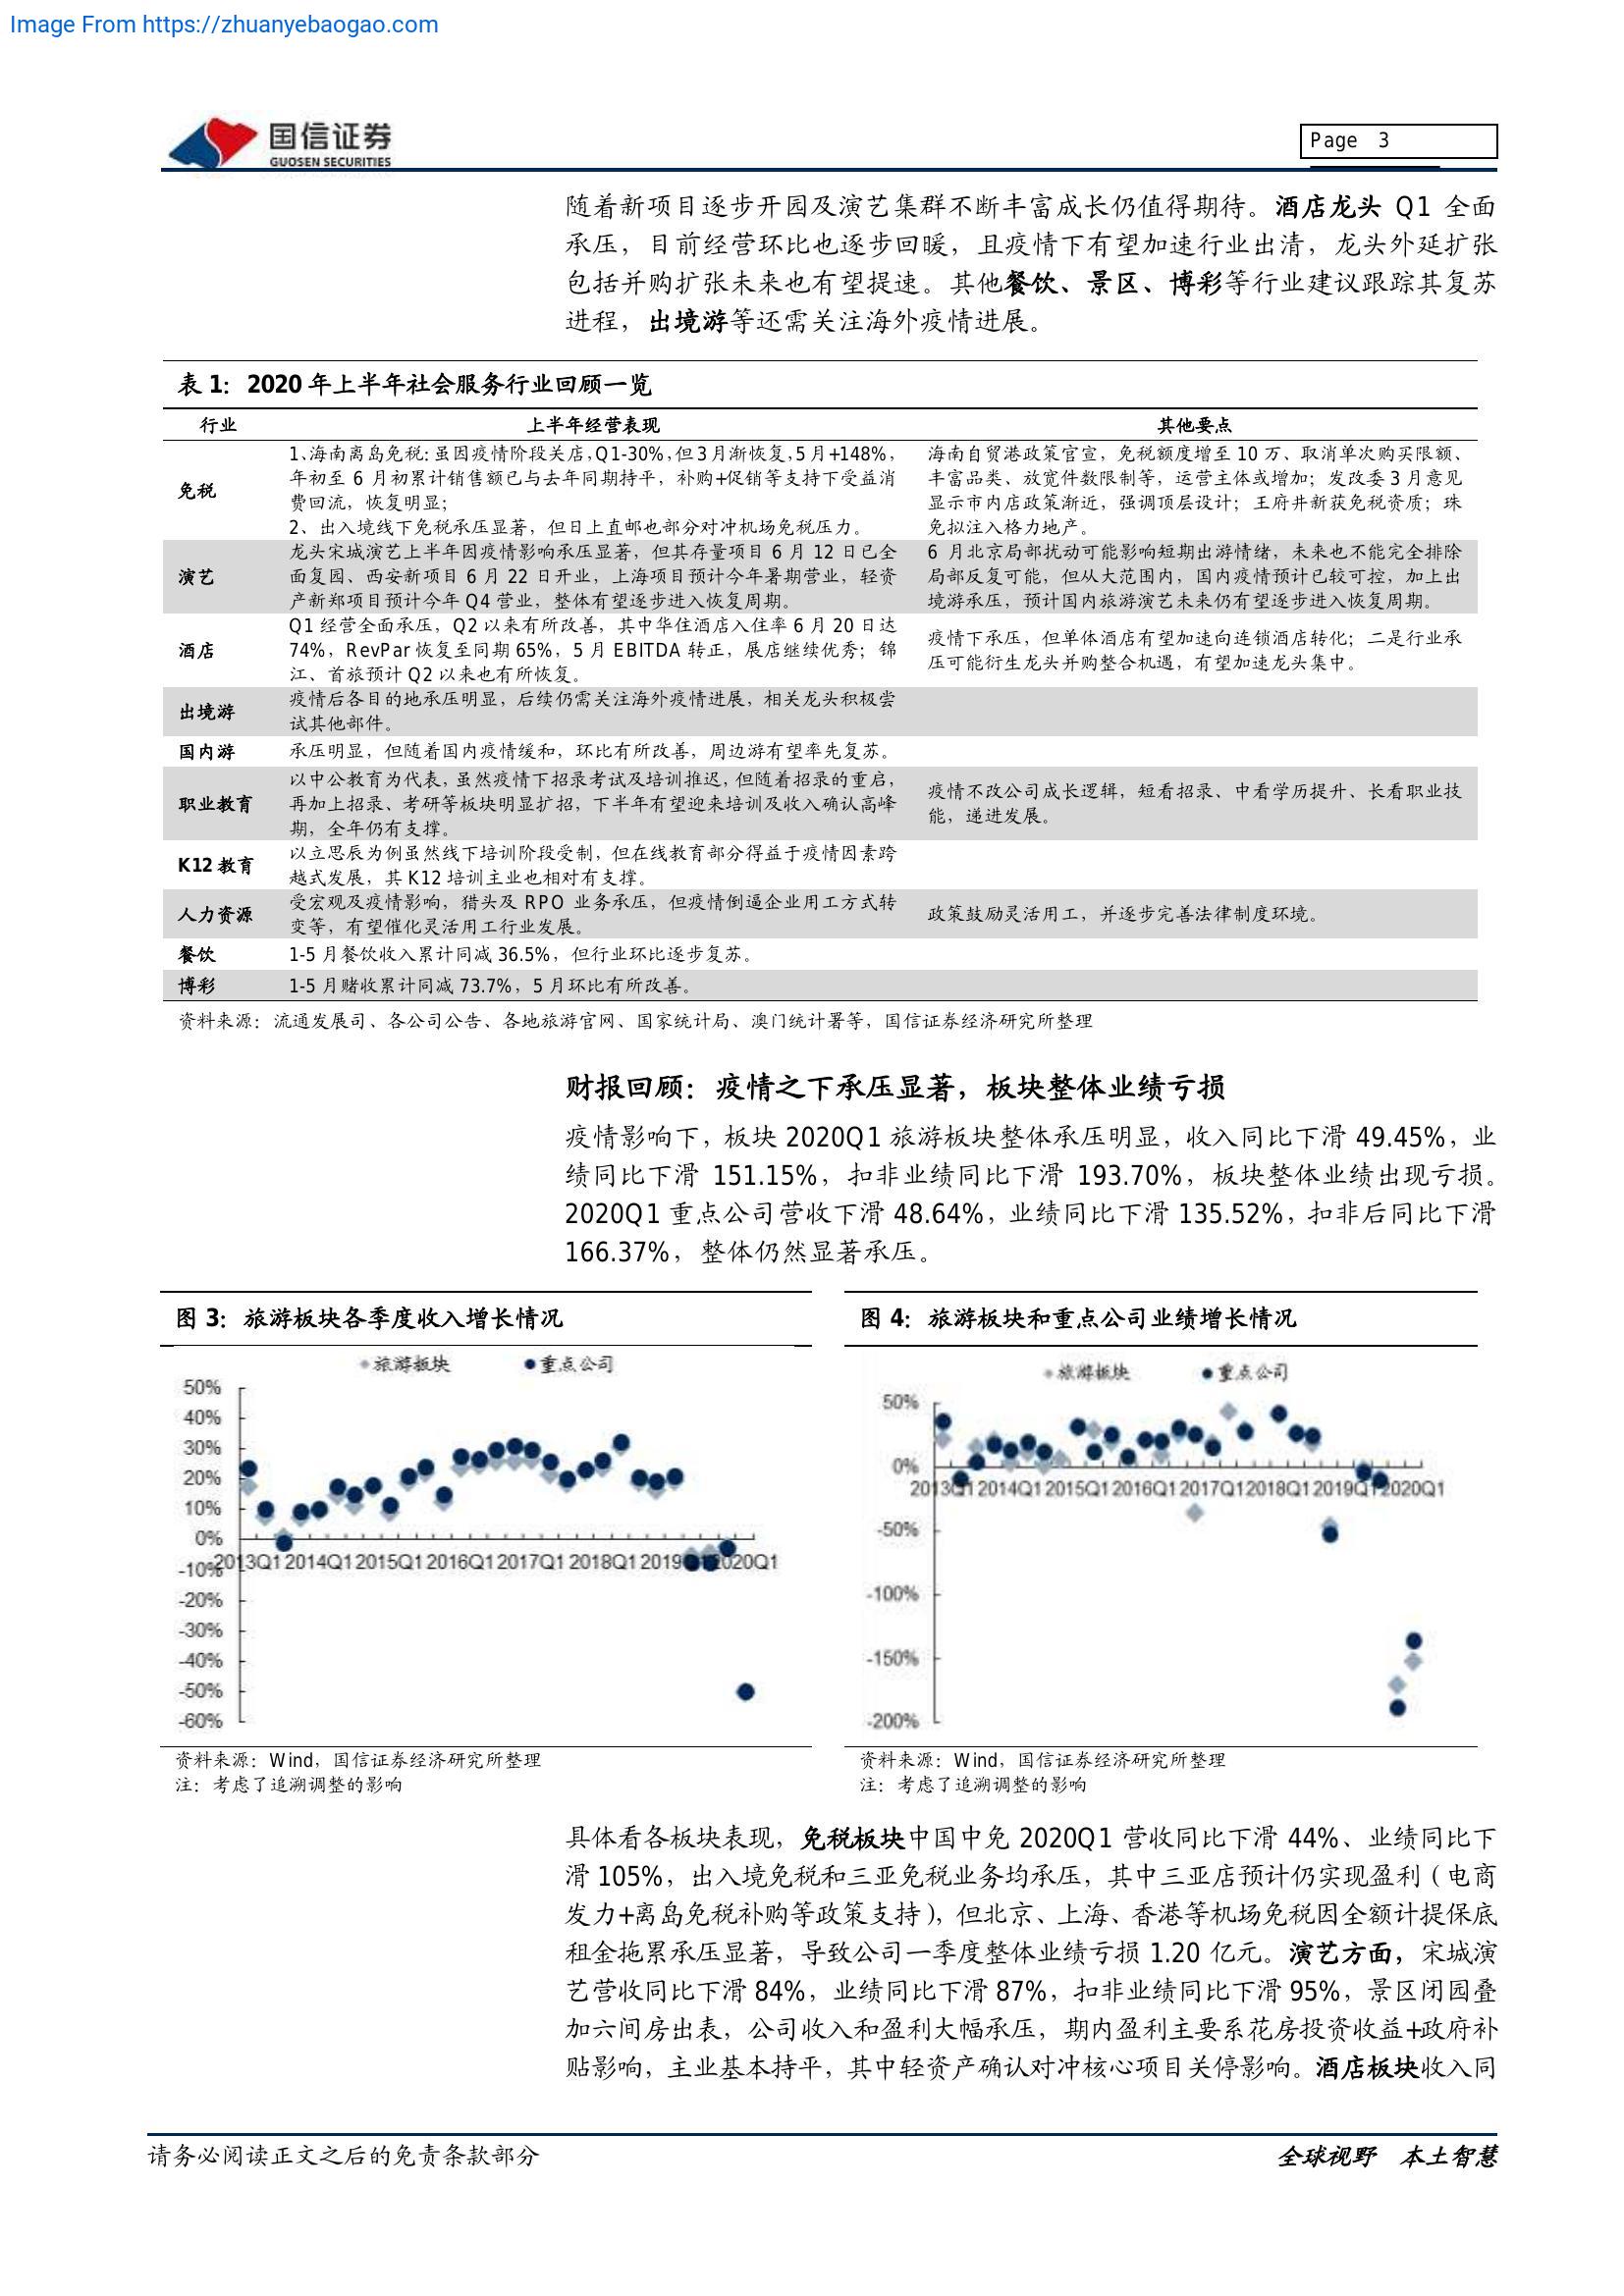 Image From https://zhuanyebaogao.com
国信证券
GUOSEN SECURITIES
Page 3
随着新项目逐步开园及演艺集群不断丰富成长仍值得期待。酒店龙头 Q1 全面
承压，目前经营环比也逐步回暖，且疫情下有望加速行业出清，龙头外延扩张
包括并购扩张未来也有望提速。其他餐饮、景区、博彩等行业建议跟踪其复苏
进程，出境游等还需关注海外疫情进展。
表 1：2020 年上半年社会服务行业回顾一览
行业 上半年经营表现 其他要点
免税
1、海南离岛免税：虽因疫情阶段关店，Q1-30%，但 3 月渐恢复，5 月+148%，
年初至 6 月初累计销售额已与去年同期持平，补购+促销等支持下受益消
费回流，恢复明显；
2、出入境线下免税承压显著，但日上直邮也部分对冲机场免税压力。
海南自贸港政策官宣，免税额度增至 10 万、取消单次购买限额、
丰富品类、放宽件数限制等，运营主体或增加；发改委 3 月意见
显示市内店政策渐近，强调顶层设计；王府井新获免税资质；珠
免拟注入格力地产。
演艺
龙头宋城演艺上半年因疫情影响承压显著，但其存量项目 6 月 12 日已全
面复园、西安新项目 6 月 22 日开业，上海项目预计今年暑期营业，轻资
产新郑项目预计今年 Q4 营业，整体有望逐步进入恢复周期。
6 月北京局部扰动可能影响短期出游情绪，未来也不能完全排除
局部反复可能，但从大范围内，国内疫情预计已较可控，加上出
境游承压，预计国内旅游演艺未来仍有望逐步进入恢复周期。
酒店
Q1 经营全面承压，Q2 以来有所改善，其中华住酒店入住率 6 月 20 日达
74%，RevPar 恢复至同期 65%，5 月 EBITDA 转正，展店继续优秀；锦
江、首旅预计 Q2 以来也有所恢复。
疫情下承压，但单体酒店有望加速向连锁酒店转化；二是行业承
压可能衍生龙头并购整合机遇，有望加速龙头集中。
出境游
疫情后各目的地承压明显，后续仍需关注海外疫情进展，相关龙头积极尝
试其他部件。
国内游 承压明显，但随着国内疫情缓和，环比有所改善，周边游有望率先复苏。
职业教育
以中公教育为代表，虽然疫情下招录考试及培训推迟，但随着招录的重启，
再加上招录、考研等板块明显扩招，下半年有望迎来培训及收入确认高峰
期，全年仍有支撑。
疫情不改公司成长逻辑，短看招录、中看学历提升、长看职业技
能，递进发展。
K12 教育
以立思辰为例虽然线下培训阶段受制，但在线教育部分得益于疫情因素跨
越式发展，其 K12 培训主业也相对有支撑。
人力资源
受宏观及疫情影响，猎头及 RPO 业务承压，但疫情倒逼企业用工方式转
变等，有望催化灵活用工行业发展。
政策鼓励灵活用工，并逐步完善法律制度环境。
餐饮 1-5 月餐饮收入累计同减 36.5%，但行业环比逐步复苏。
博彩 1-5 月赌收累计同减 73.7%，5 月环比有所改善。
资料来源：流通发展司、各公司公告、各地旅游官网、国家统计局、澳门统计署等，国信证券经济研究所整理
财报回顾：疫情之下承压显著，板块整体业绩亏损
疫情影响下，板块 2020Q1 旅游板块整体承压明显，收入同比下滑 49.45%，业
绩同比下滑 151.15%，扣非业绩同比下滑 193.70%，板块整体业绩出现亏损。
2020Q1 重点公司营收下滑 48.64%，业绩同比下滑 135.52%，扣非后同比下滑
166.37%，整体仍然显著承压。
图 3：旅游板块各季度收入增长情况
旅游板块 重点公司
50%
40%
30%
20%
10%
0%
-10%
-20%
-30%
-40%
-50%
-60%
2013Q1 2014Q1 2015Q1 2016Q1 2017Q1 2018Q1 2019 2020Q1
资料来源：Wind，国信证券经济研究所整理
注：考虑了追溯调整的影响
图 4：旅游板块和重点公司业绩增长情况
旅游板块 重点公司
50%
0%
-50%
-100%
-150%
-200%
2013Q1 2014Q1 2015Q1 2016Q1 2017Q1 2018Q1 2019Q1 2020Q1
资料来源：Wind，国信证券经济研究所整理
注：考虑了追溯调整的影响
具体看各板块表现，免税板块中国中免 2020Q1 营收同比下滑 44%、业绩同比下
滑 105%，出入境免税和三亚免税业务均承压，其中三亚店预计仍实现盈利（电商
发力+离岛免税补购等政策支持），但北京、上海、香港等机场免税因全额计提保底
租金拖累承压显著，导致公司一季度整体业绩亏损 1.20 亿元。演艺方面，宋城演
艺营收同比下滑 84%，业绩同比下滑 87%，扣非业绩同比下滑 95%，景区闭园叠
加六间房出表，公司收入和盈利大幅承压，期内盈利主要系花房投资收益+政府补
贴影响，主业基本持平，其中轻资产确认对冲核心项目关停影响。酒店板块收入同
请务必阅读正文之后的免责条款部分
全球视野 本土智慧